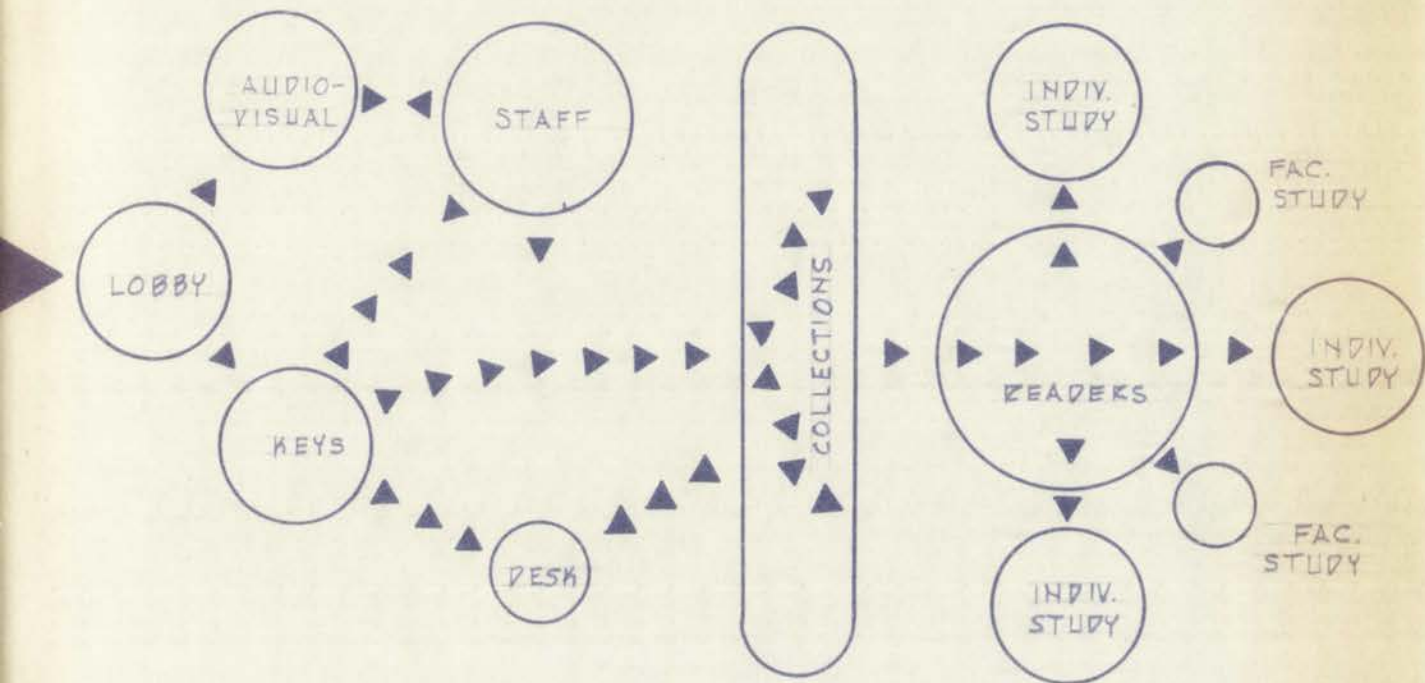 AUDIO-
VISUAL
STAFF
LOBBY
KEYS
DESK
COLLECTIONS
INDIV.
STUDY
FAC.
STUDY
READERS
INDIV.
STUDY
FAC.
STUDY
INDIV.
STUDY